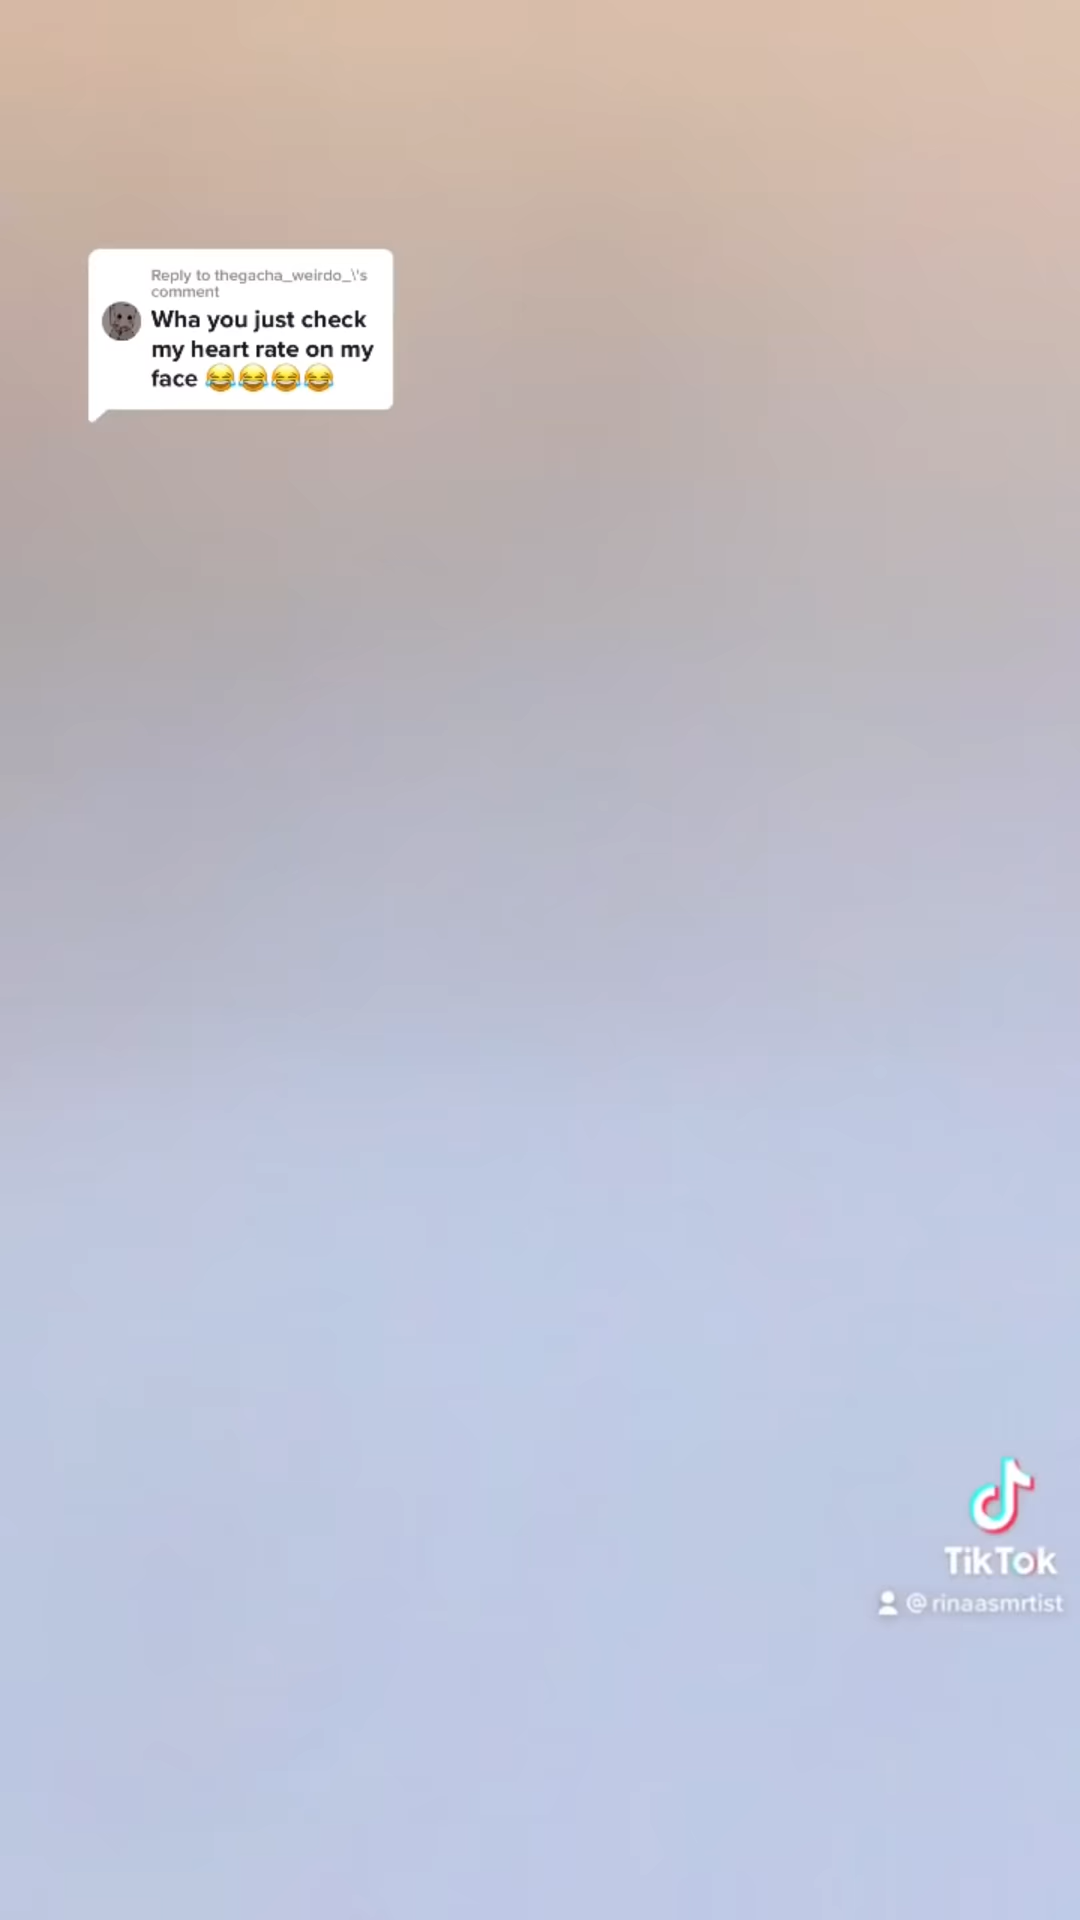 Reply to thegacha_weirdo_\'s
comment
Wha you just check
my heart rate on my
face 😂😂😂😂
TikTok
@rinaasmrtist